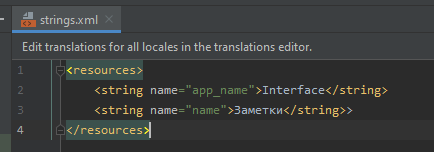 strings.xml
Edit translations for all locales in the translations editor.
1 <resources>
2 <string name="app_name">Interface</string>
3 <string name="name">Заметки</string>>
4 </resources>